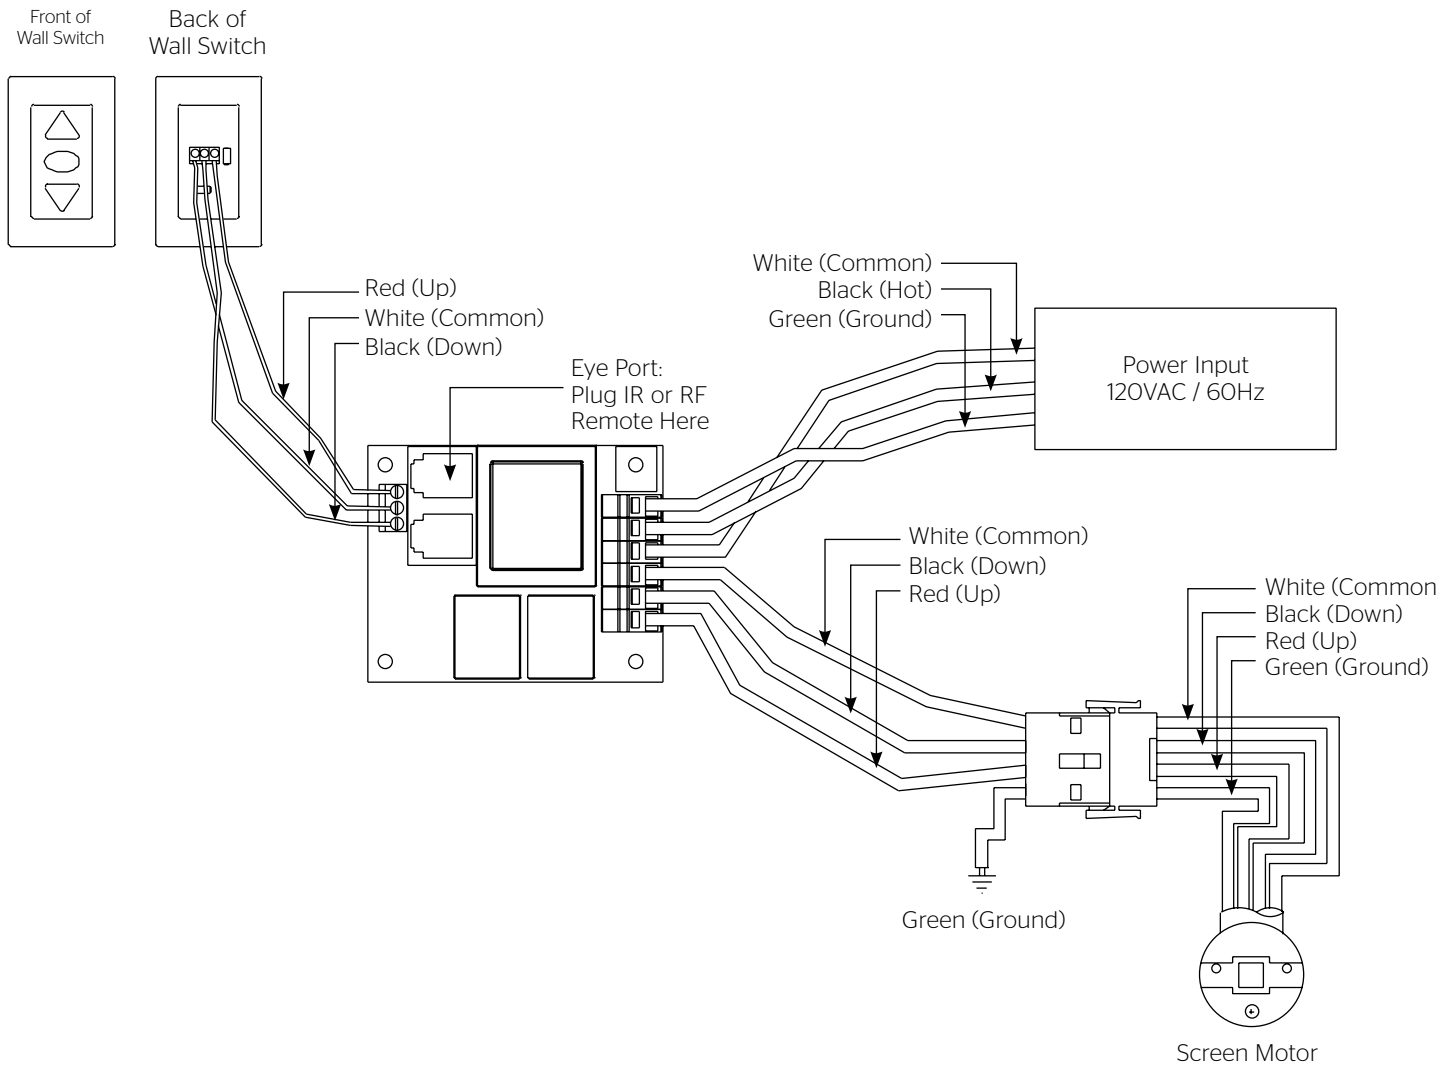 Front of
Wall Switch
Back of
Wall Switch
Red (Up)
White (Common)
Black (Down)
Eye Port:
Plug IR or RF
Remote Here
White (Common)
Black (Hot)
Green (Ground)
Power Input
120VAC / 60Hz
White (Common)
Black (Down)
Red (Up)
White (Common
Black (Down)
Red (Up)
Green (Ground)
Green (Ground)
Screen Motor